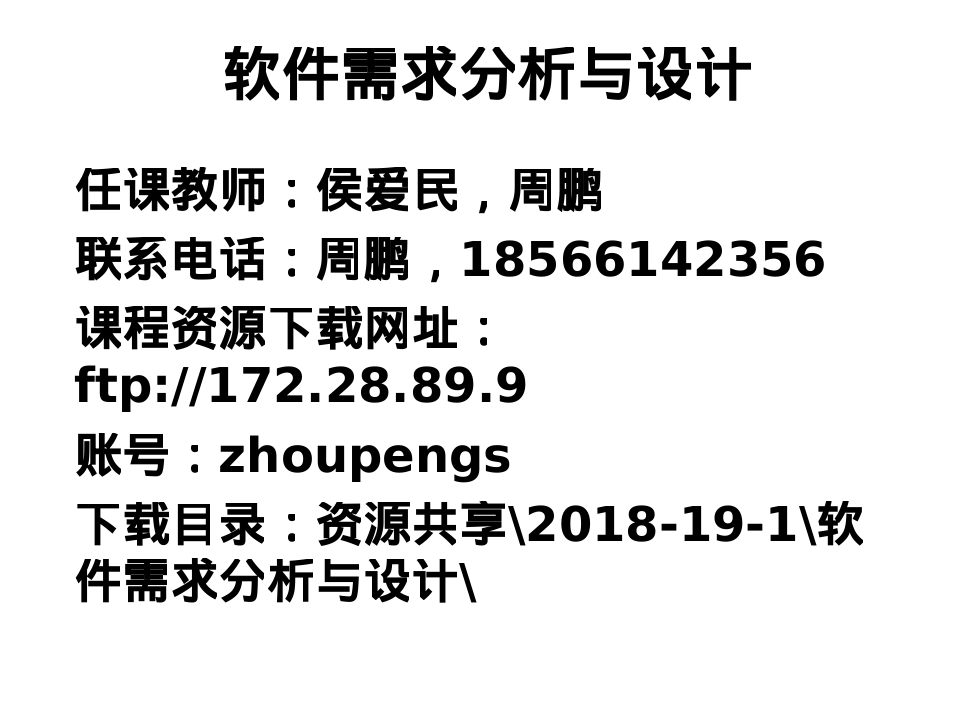 软件需求分析与设计
任课教师：侯爱民，周鹏
联系电话：周鹏，18566142356
课程资源下载网址：
ftp://172.28.89.9
账号：zhoupengs
下载目录：资源共享\2018-19-1\软
件需求分析与设计\